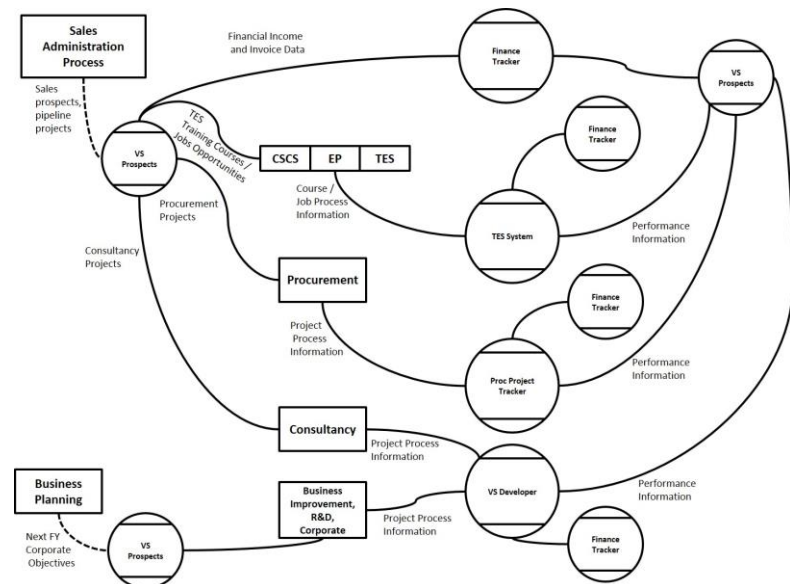 Sales
Administration
Process
Financial Income
and Invoice Data
Finance
Tracker
VS
Prospects
Sales
prospects,
pipeline
projects
TES
Training Courses /
Jobs Opportunities
Finance
Tracker
VS
Prospects
CSCS
EP
TES
Course /
Job Process
Information
Procurement
Projects
TES System
Performance
Information
Consultancy
Projects
Procurement
Finance
Tracker
Project
Process
Information
Performance
Information
Proc Project
Tracker
Consultancy
Project Process
Information
Business
Planning
Business
Improvement,
R&D,
Corporate
VS Developer
Performance
Information
Project Process
Information
Next FY
Corporate
Objectives
VS
Prospects
Finance
Tracker